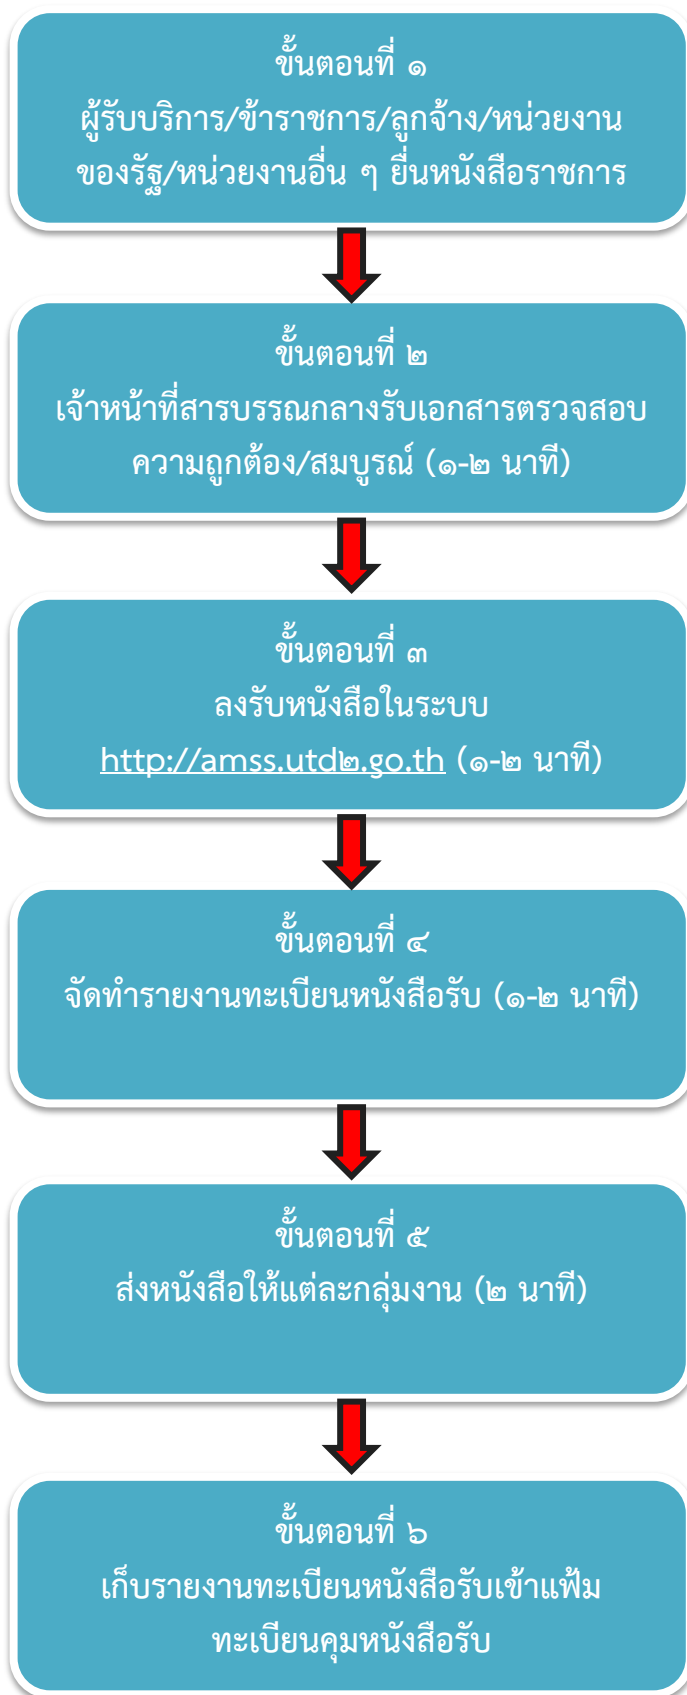 ขั้นตอนที่ ๑
ผู้รับบริการ/ข้าราชการ/ลูกจ้าง/หน่วยงาน
ของรัฐ/หน่วยงานอื่น ๆ ยื่นหนังสือราชการ
ขั้นตอนที่ ๒
เจ้าหน้าที่สารบรรณกลางรับเอกสารตรวจสอบ
ความถูกต้อง/สมบูรณ์ (๑-๒ นาที)
ขั้นตอนที่ ๓
ลงรับหนังสือในระบบ
http://amss.utd๒.go.th (๑-๒ นาที)
ขั้นตอนที่ ๔
จัดทำรายงานทะเบียนหนังสือรับ (๑-๒ นาที)
ขั้นตอนที่ ๕
ส่งหนังสือให้แต่ละกลุ่มงาน (๒ นาที)
ขั้นตอนที่ ๖
เก็บรายงานทะเบียนหนังสือรับเข้าแฟ้ม
ทะเบียนคุมหนังสือรับ